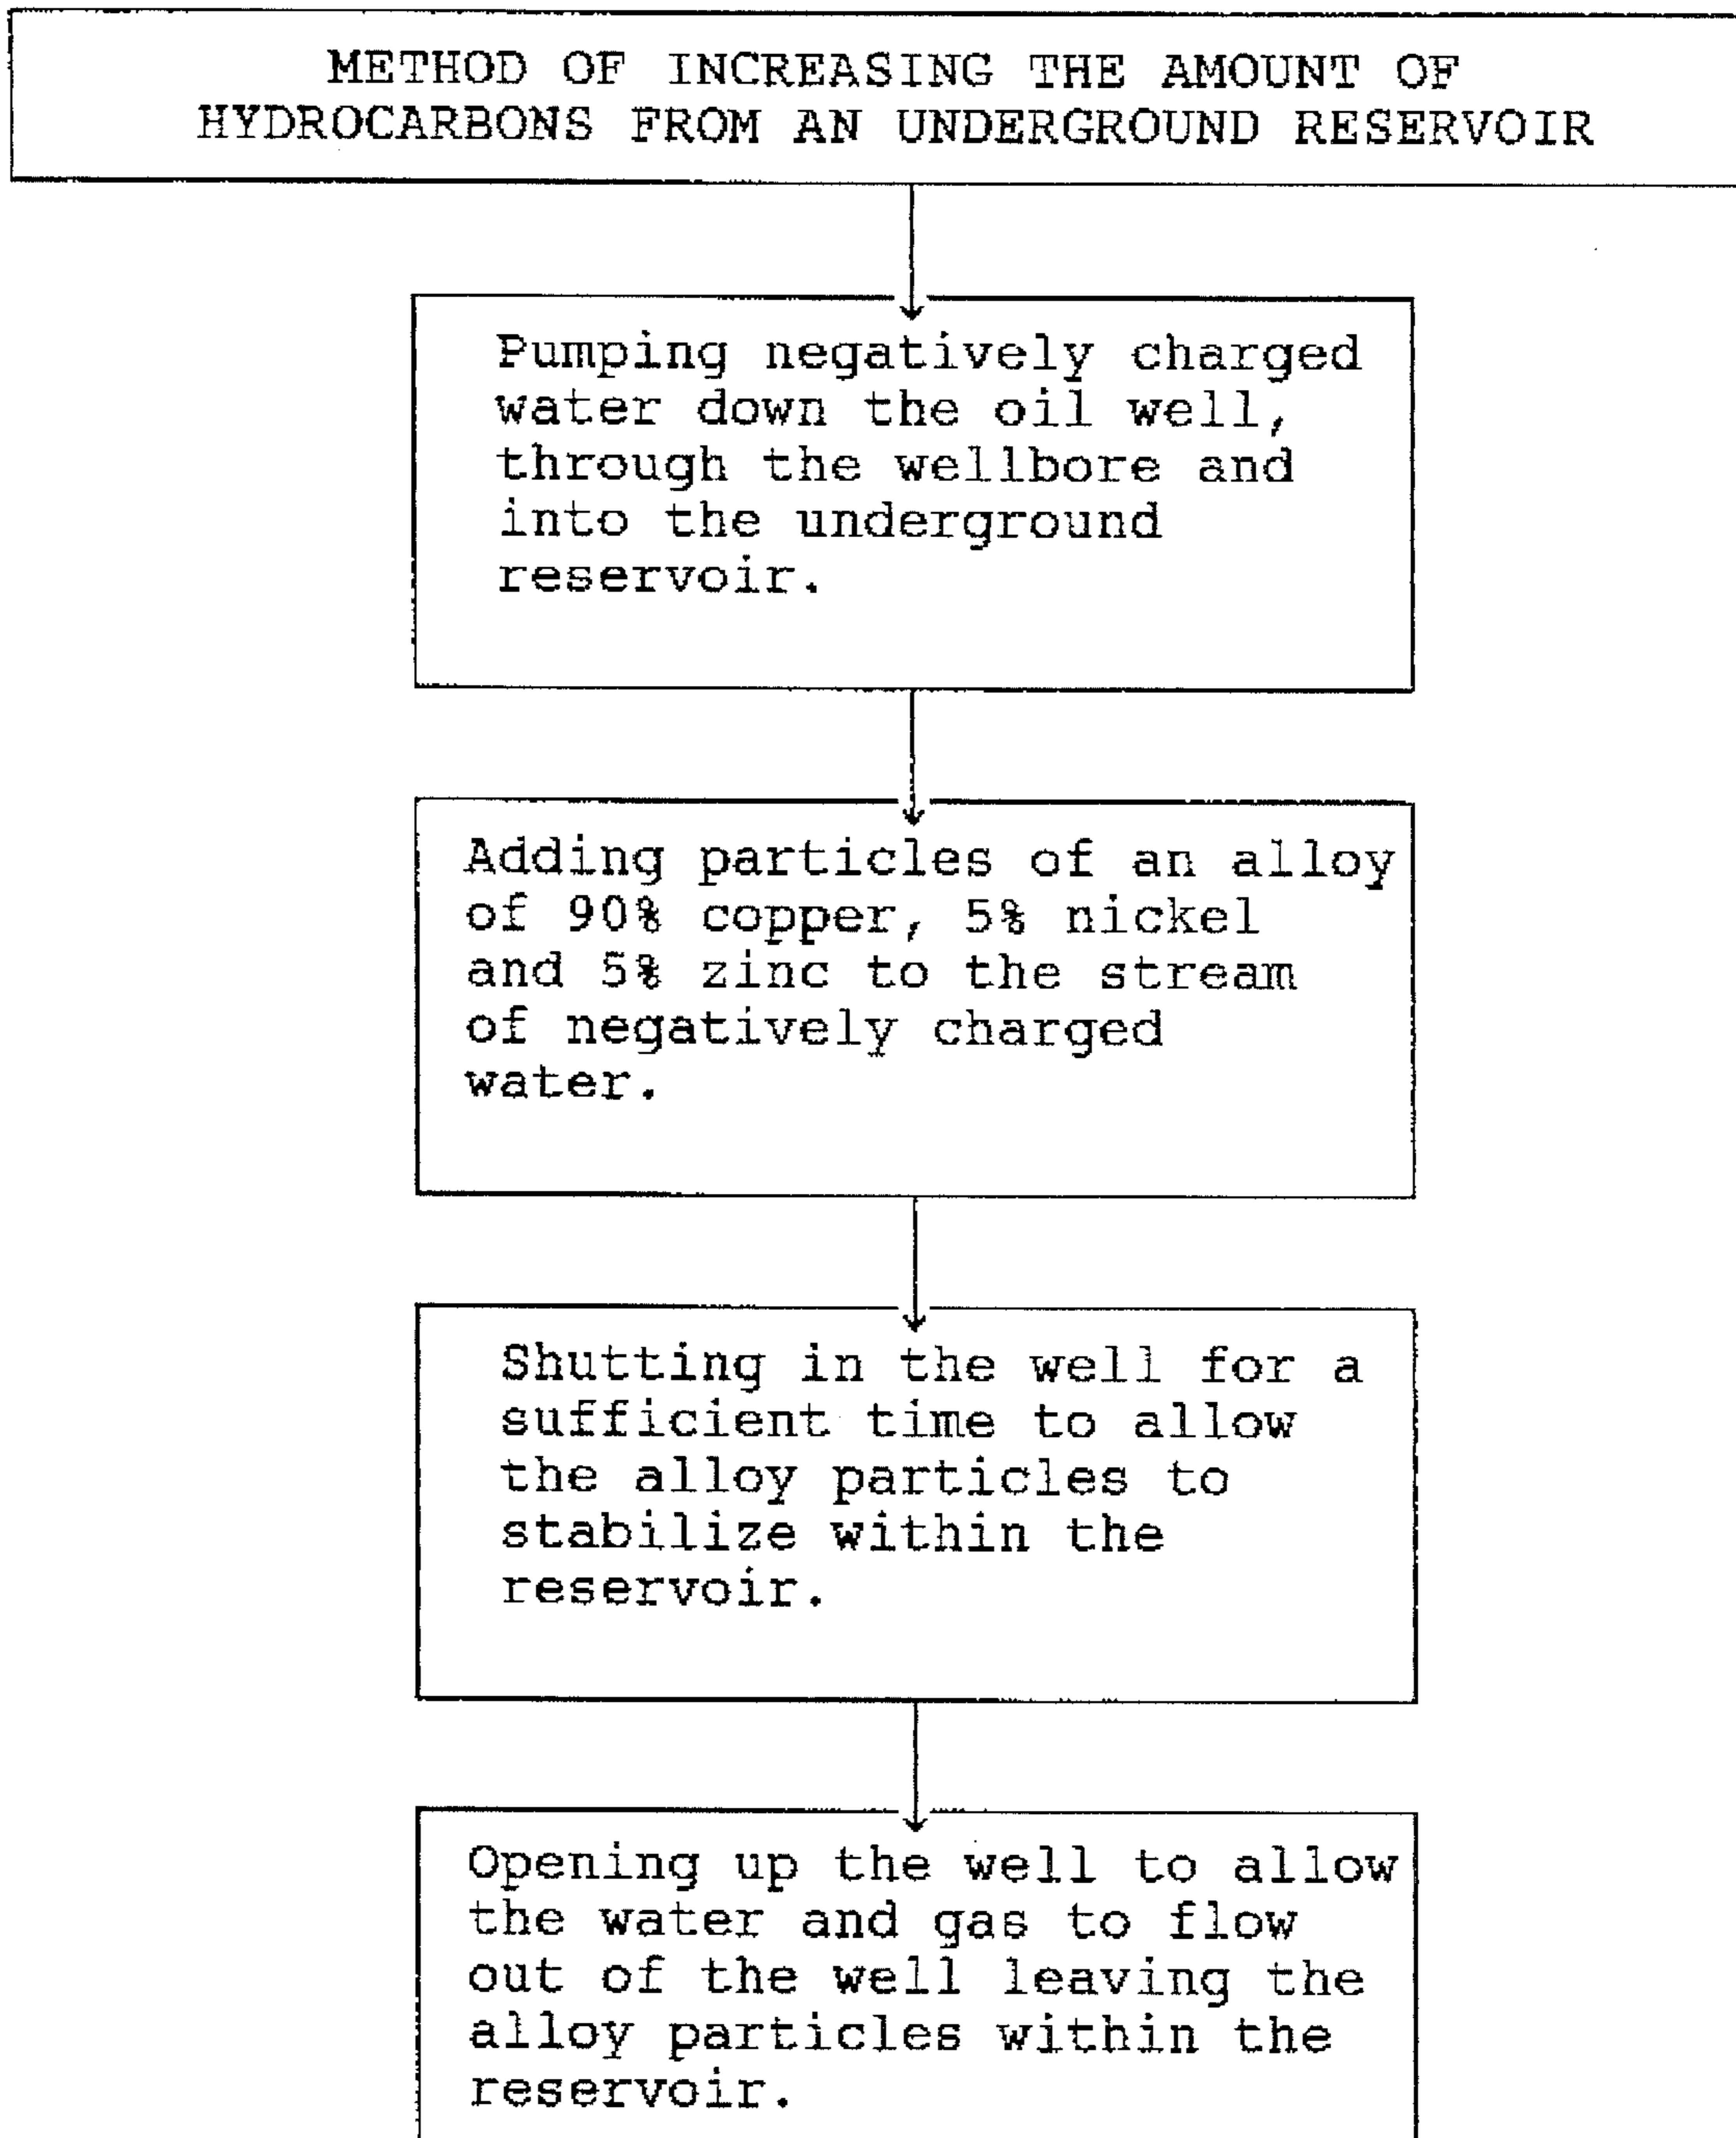 METHOD OF INCREASING THE AMOUNT OF
HYDROCARBONS FROM AN UNDERGROUND RESERVOIR
Pumping negatively charged
water down the oil well,
through the wellbore and
into the underground
reservoir.
Adding particles of an alloy
of 90% copper, 5% nickel
and 5% zinc to the stream
of negatively charged
water.
Shutting in the well for a
sufficient time to allow
the alloy particles to
stabilize within the
reservoir.
Opening up the well to allow
the water and gas to flow
out of the well leaving the
alloy particles within the
reservoir.